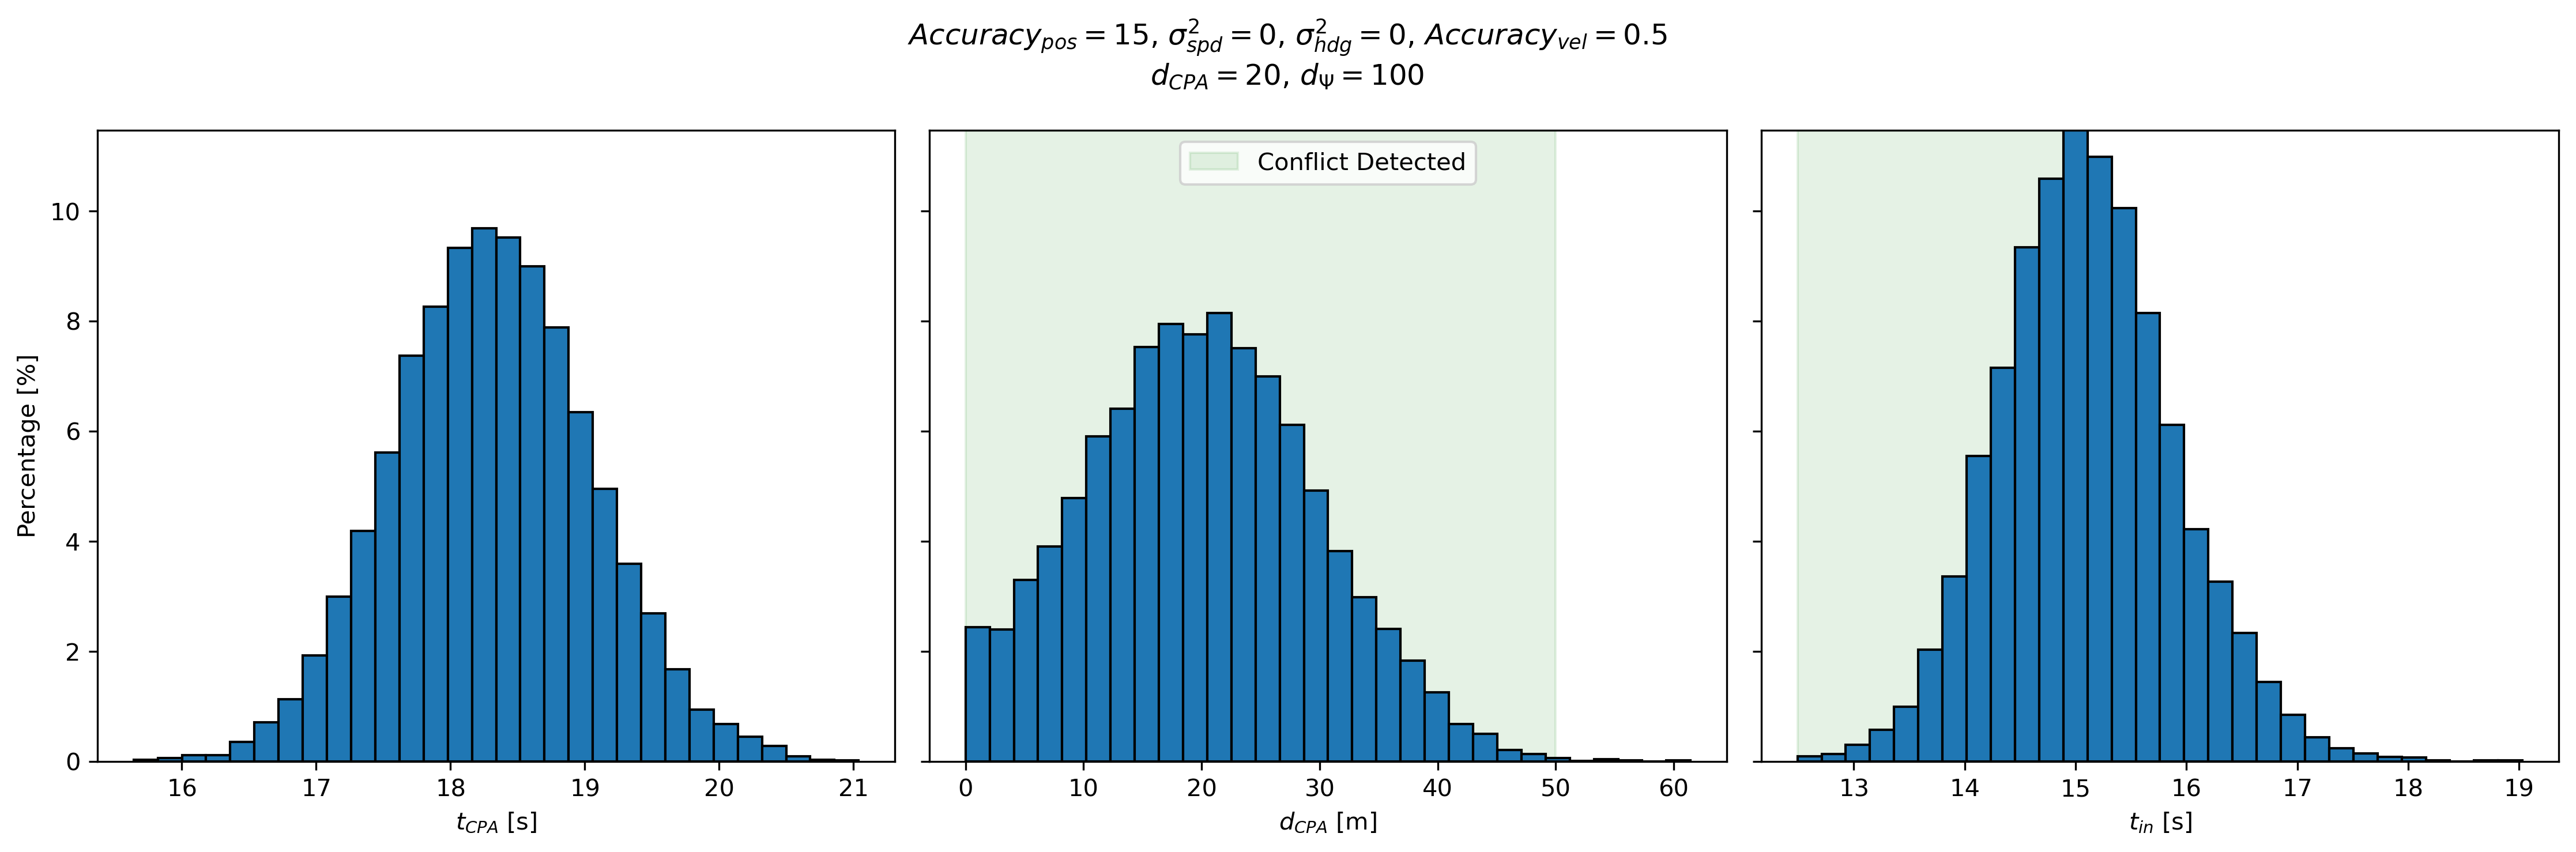 Accuracy_pos = 15, σ²_spd = 0, σ²_hdg = 0, Accuracy_vel = 0.5
d_CPA = 20, d_Ψ = 100
Percentage [%]
10
8
6
4
2
0
16 17 18 19 20 21
t_CPA [s]
Conflict Detected
0 10 20 30 40 50 60
d_CPA [m]
13 14 15 16 17 18 19
t_in [s]